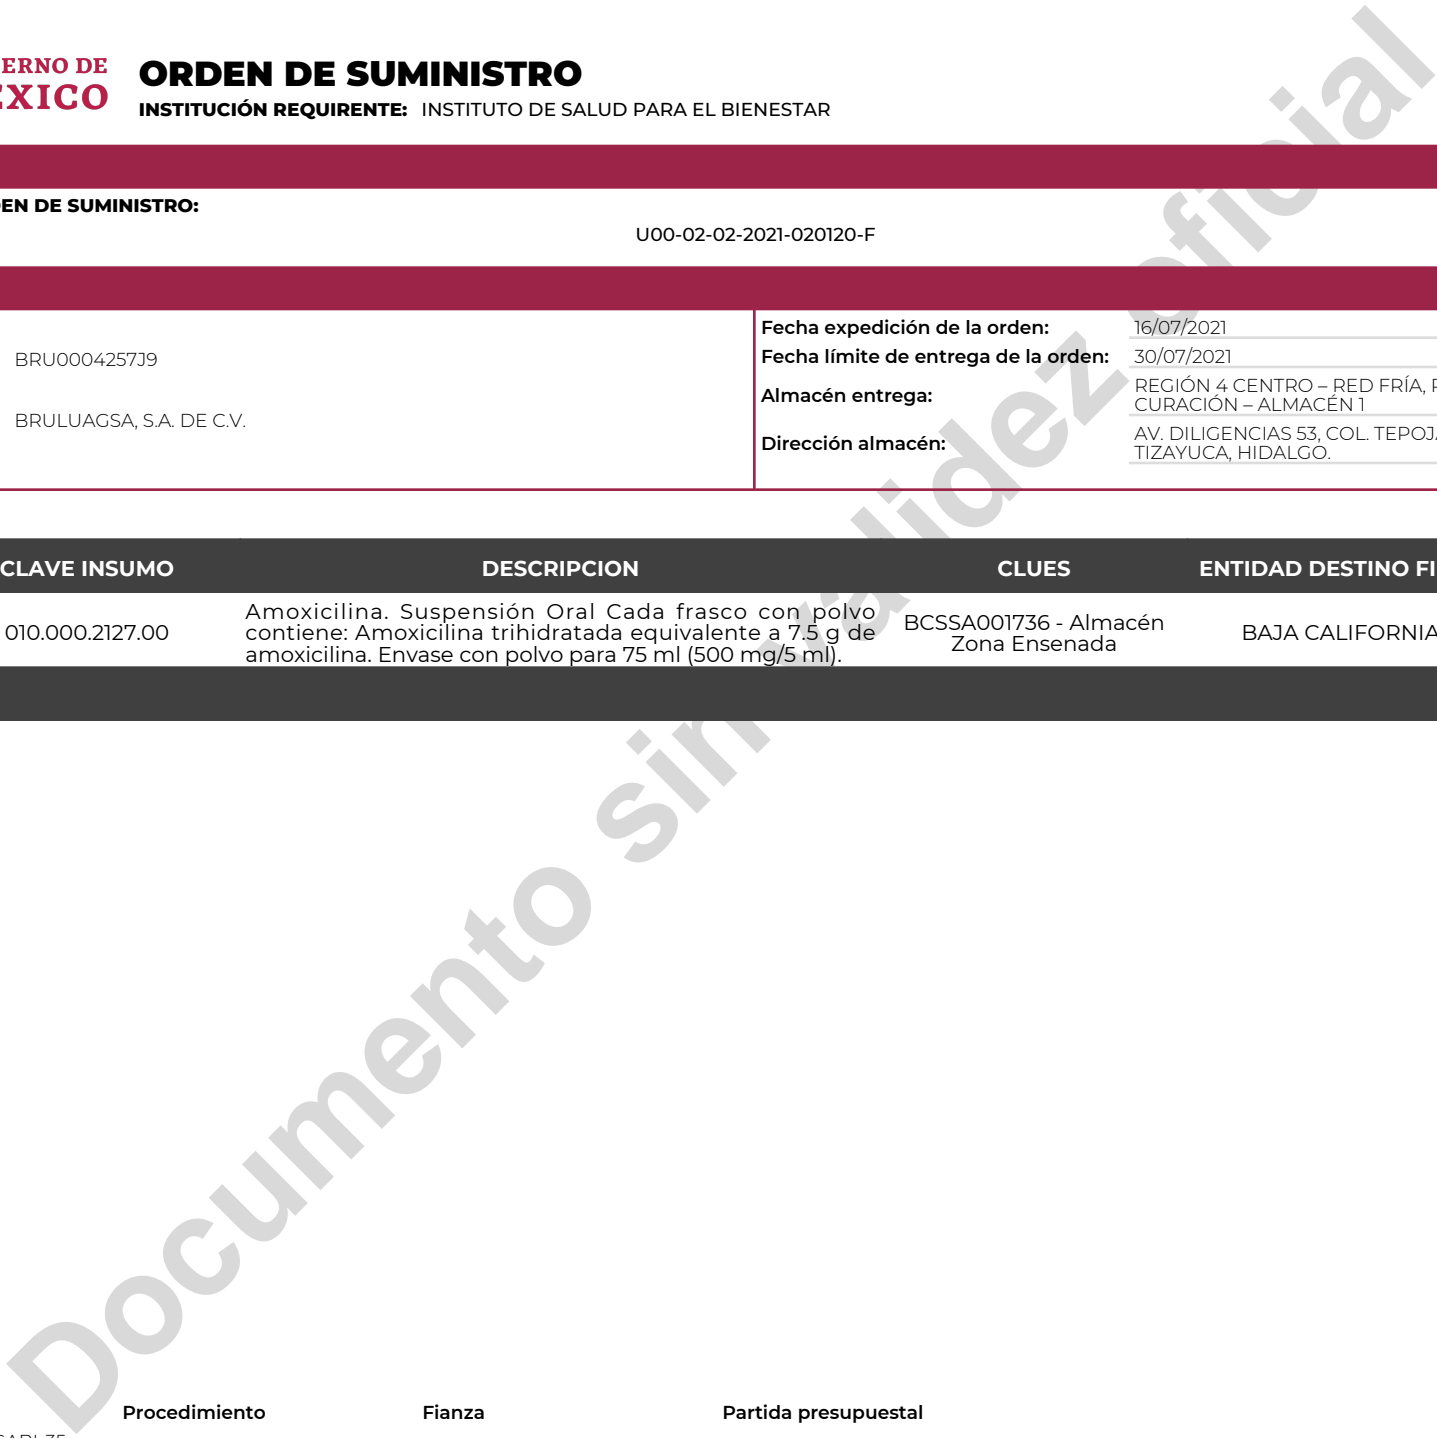 ERNO DE
ORDEN DE SUMINISTRO
EXICO
INSTITUCIÓN REQUIRENTE: INSTITUTO DE SALUD PARA EL BIENESTAR
EN DE SUMINISTRO:
U00-02-02-2021-020120-F
BRU0004257J9
BRULUAGSA, S.A. DE C.V.
Fecha expedición de la orden: 16/07/2021
Fecha límite de entrega de la orden: 30/07/2021
Almacén entrega: REGIÓN 4 CENTRO – RED FRÍA,
CURACIÓN – ALMACÉN 1
Dirección almacén: AV. DILIGENCIAS 53, COL. TEPOJ
TIZAYUCA, HIDALGO.
CLAVE INSUMO DESCRIPCION CLUES ENTIDAD DESTINO FI
010.000.2127.00
Amoxicilina. Suspensión Oral Cada frasco con polvo
contiene: Amoxicilina trihidratada equivalente a 7.5 g de
amoxicilina. Envase con polvo para 75 ml (500 mg/5 ml).
BCSSA001736 - Almacén
Zona Ensenada
BAJA CALIFORNIA
Documento sin validez oficial
Procedimiento Fianza Partida presupuestal